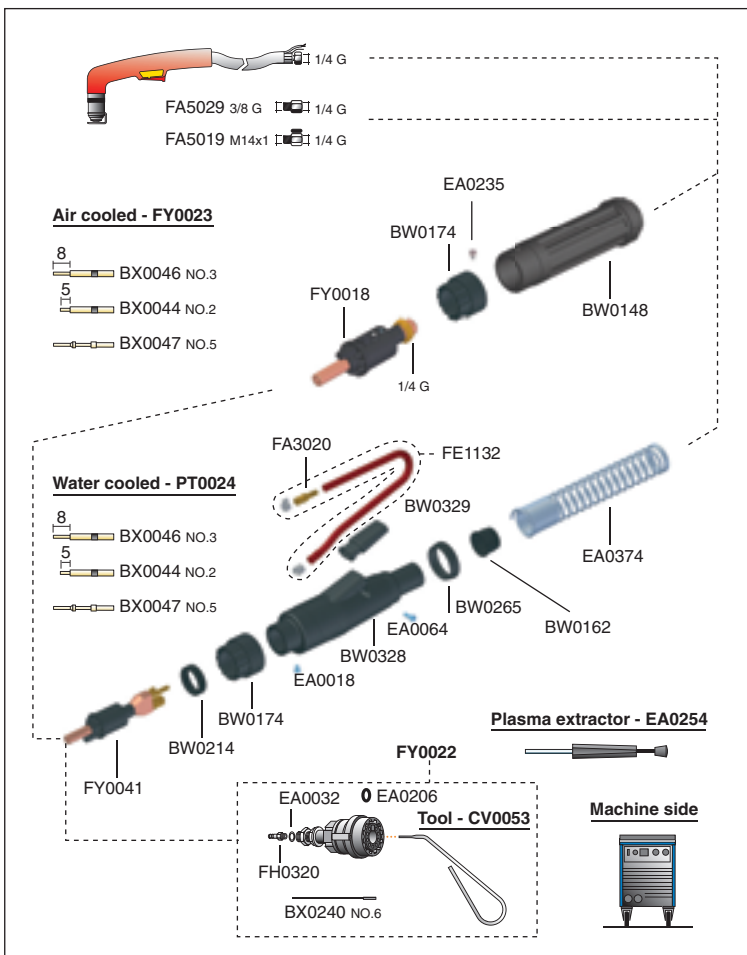 1/4 G
FA5029 3/8 G 1/4 G
FA5019 M14x1 1/4 G
EA0235
Air cooled - FY0023
BW0174
8
BX0046 NO.3
5
BX0044 NO.2
BX0047 NO.5
FY0018
BW0148
1/4 G
FA3020
FE1132
Water cooled - PT0024
BW0329
8
BX0046 NO.3
5
BX0044 NO.2
BX0047 NO.5
EA0374
BW0265
BW0162
EA0064
BW0328
EA0018
BW0174
BW0214
FY0041
Plasma extractor - EA0254
FY0022
EA0032
EA0206
Tool - CV0053
Machine side
FH0320
BX0240 NO.6